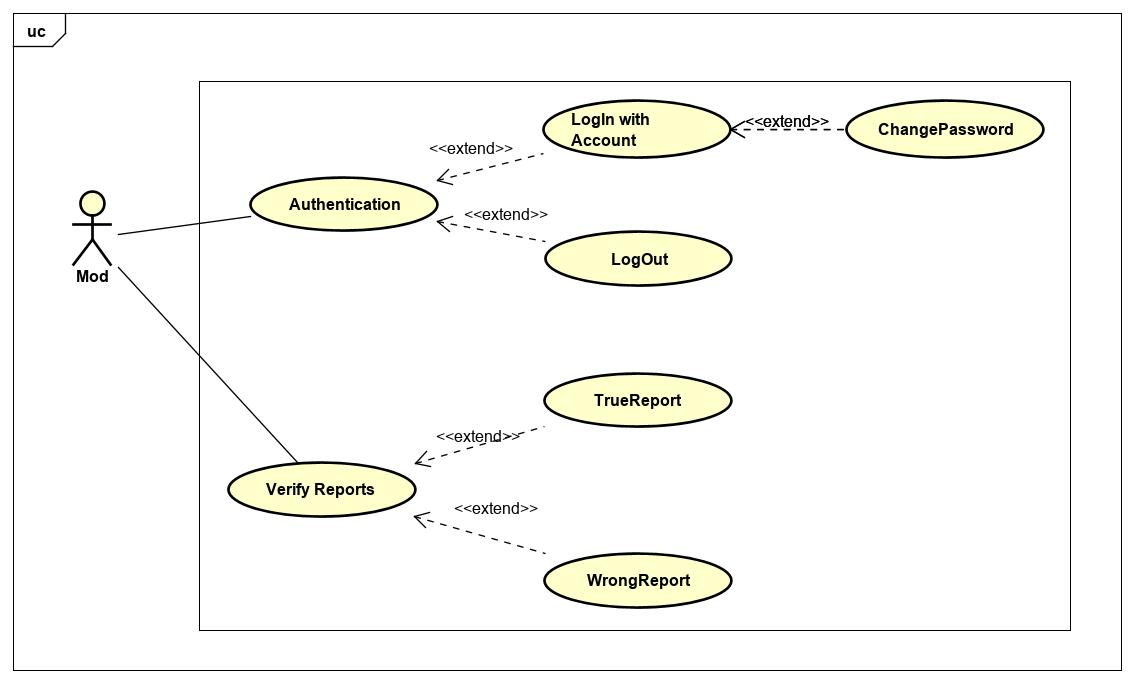 uc
LogIn with
Account
<<extend>>
ChangePassword
<<extend>>
Authentication
<<extend>>
LogOut
Mod
TrueReport
<<extend>>
Verify Reports
<<extend>>
WrongReport